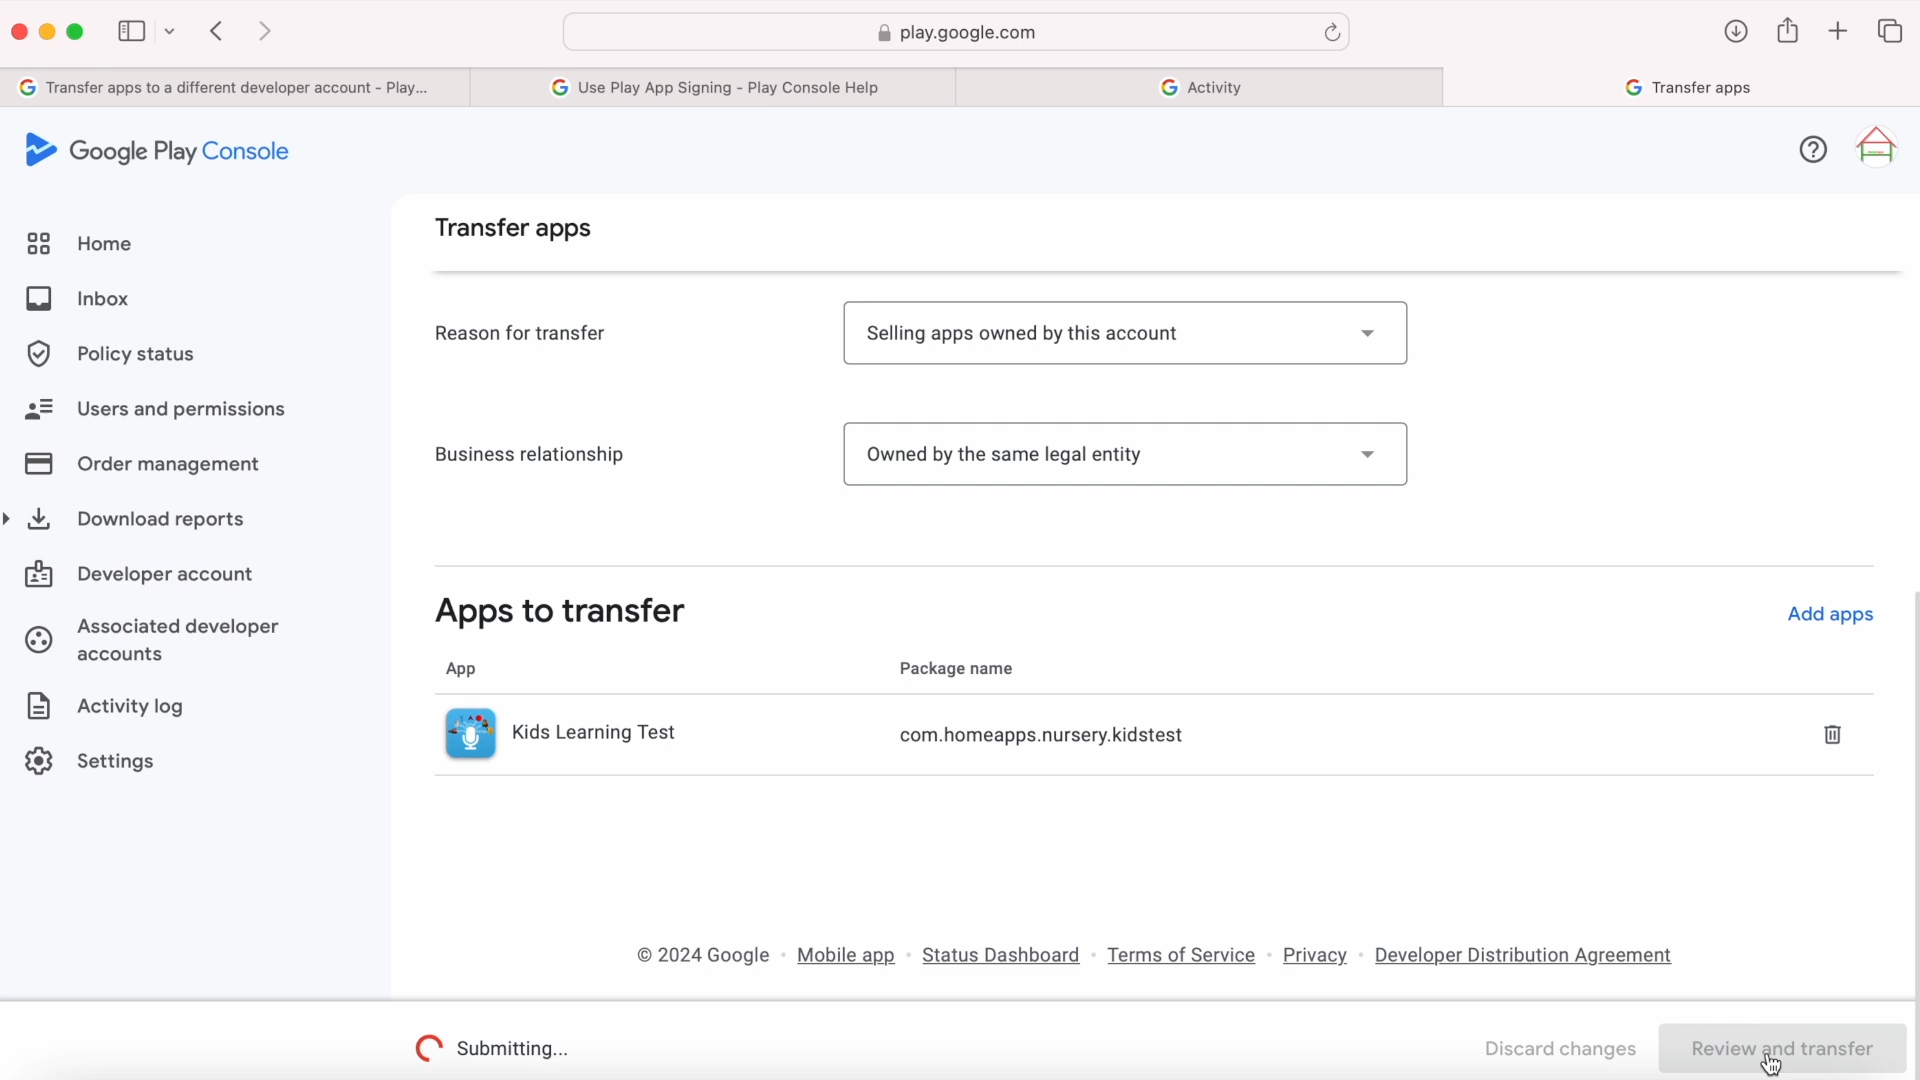 play.google.com
Transfer apps to a different developer account - Play...
Use Play App Signing - Play Console Help
Activity
Transfer apps
Google Play Console
Home
Inbox
Policy status
Users and permissions
Order management
Download reports
Developer account
Associated developer
accounts
Activity log
Settings
Transfer apps
Reason for transfer
Selling apps owned by this account
Business relationship
Owned by the same legal entity
Apps to transfer
Add apps
App
Package name
Kids Learning Test
com.homeapps.nursery.kidstest
© 2024 Google · Mobile app · Status Dashboard · Terms of Service · Privacy · Developer Distribution Agreement
Submitting...
Discard changes
Review and transfer